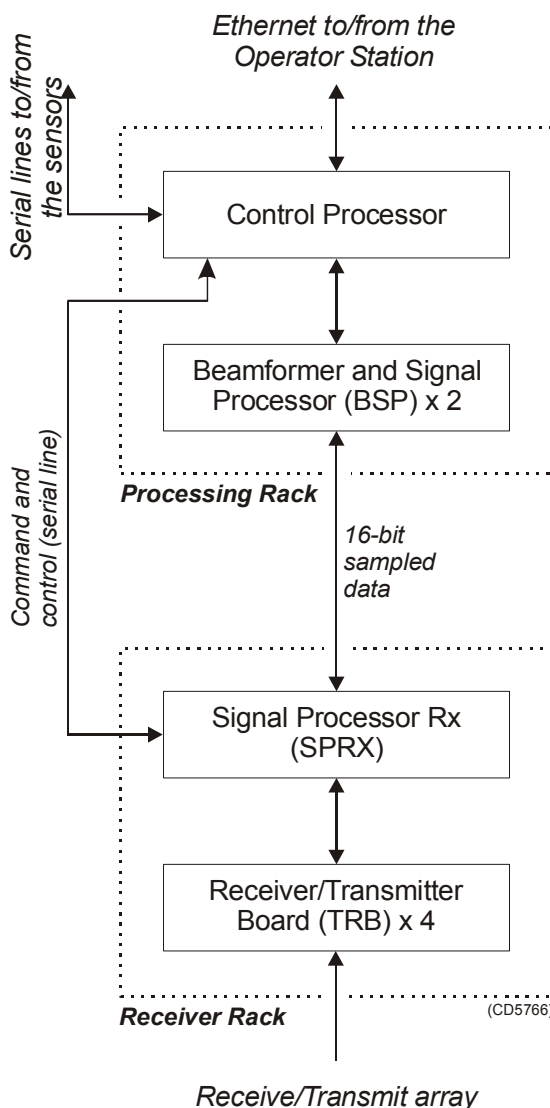 Ethernet to/from the
Operator Station
Serial lines to/from
the sensors
Control Processor
Beamformer and Signal
Processor (BSP) x 2
Processing Rack
Command and
control (serial line)
16-bit
sampled
data
Signal Processor Rx
(SPRX)
Receiver/Transmitter
Board (TRB) x 4
Receiver Rack
(CD5766)
Receive/Transmit array